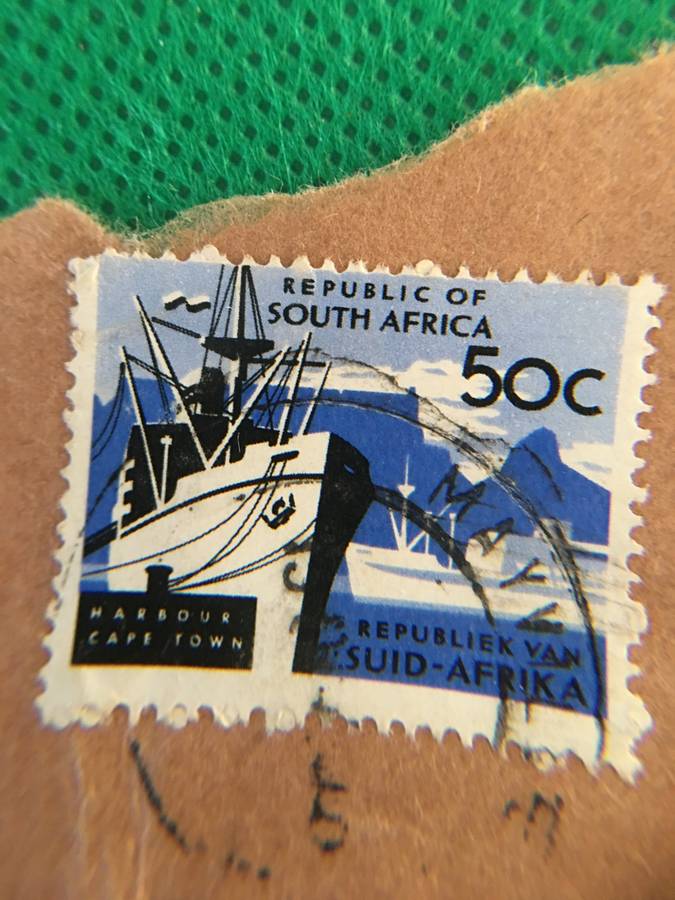 REPUBLIC OF
SOUTH AFRICA
50C
HARBOUR
CAPE TOWN
REPUBLIEK VAN
SUID-AFRIKA